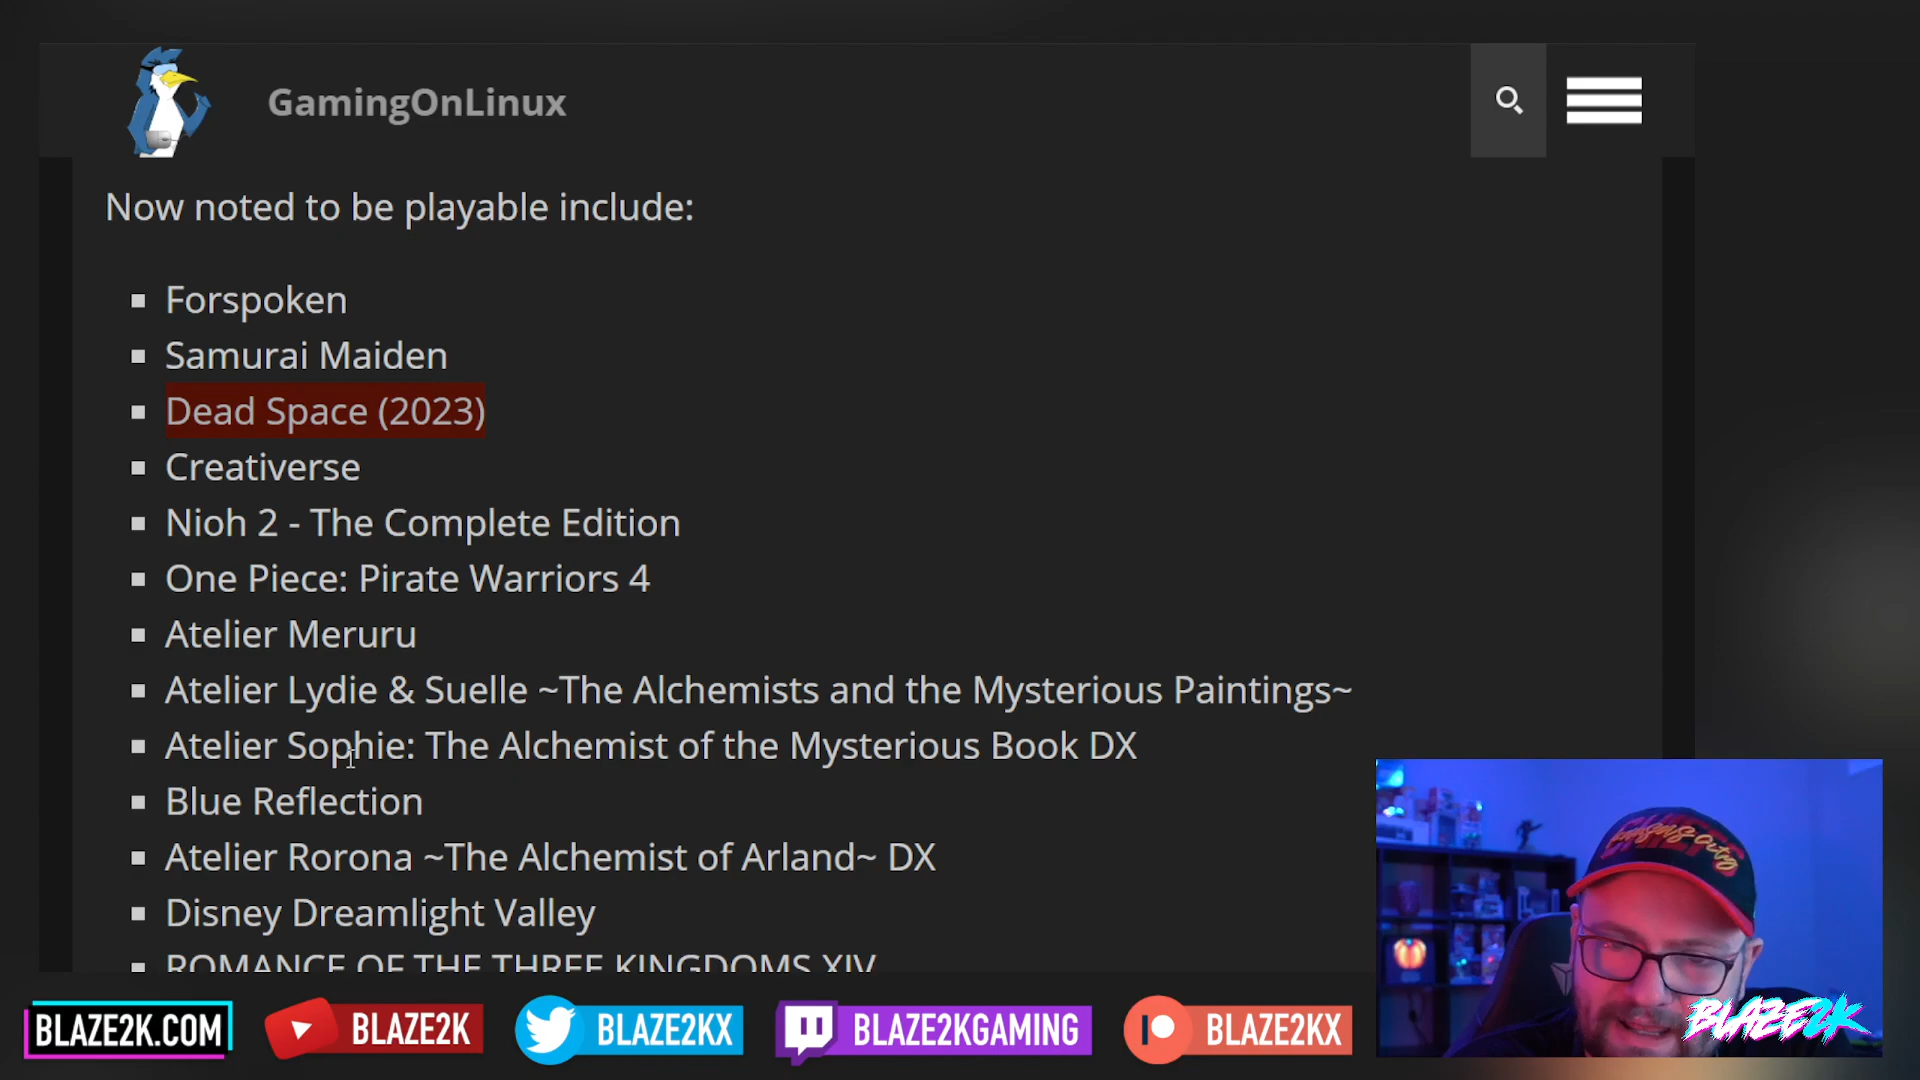 GamingOnLinux
Now noted to be playable include:
Forspoken
Samurai Maiden
Dead Space (2023)
Creativerse
Nioh 2 - The Complete Edition
One Piece: Pirate Warriors 4
Atelier Meruru
Atelier Lydie & Suelle ~The Alchemists and the Mysterious Paintings~
Atelier Sophie: The Alchemist of the Mysterious Book DX
Blue Reflection
Atelier Rorona ~The Alchemist of Arland~ DX
Disney Dreamlight Valley
ROMANCE OF THE THREE KINGDOMS XIV
Kansas City
CHIEFS
BLAZE2K
BLAZE2K.COM
BLAZE2K
BLAZE2KX
BLAZE2KGAMING
BLAZE2KX